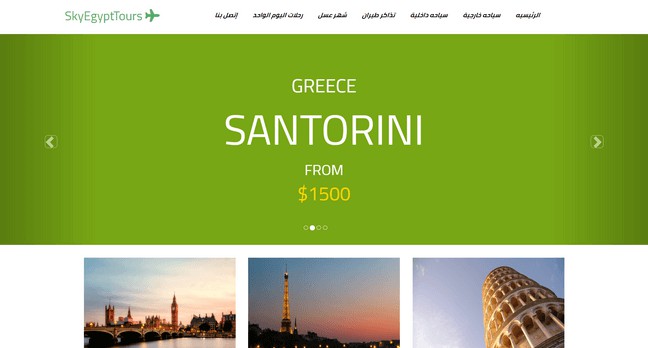 SkyEgyptTours
الرئيسيه سياحه خارجية سياحه داخلية تذاكر طيران شهر عسل رحلات اليوم الواحد إتصل بنا
GREECE
SANTORINI
FROM
$1500